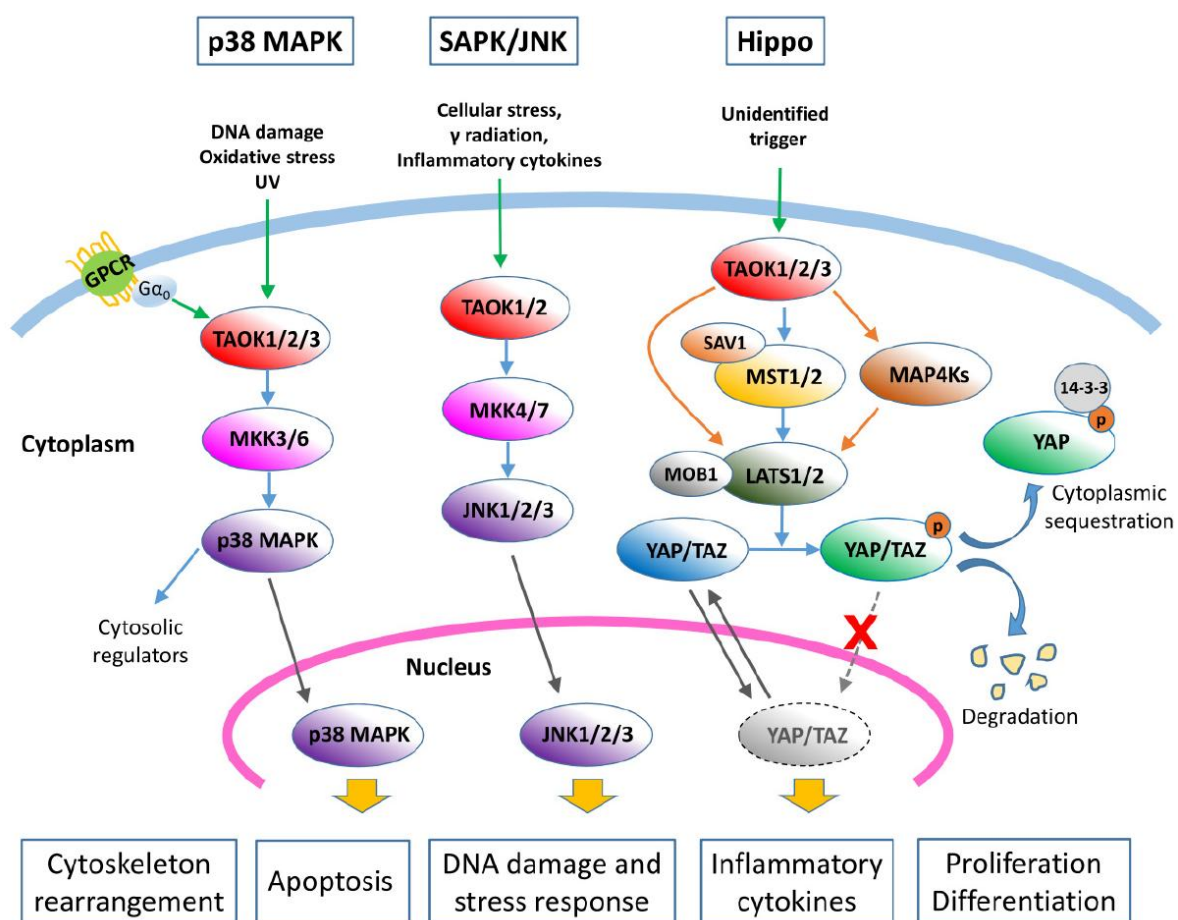 p38 MAPK
SAPK/JNK
Hippo
DNA damage
Oxidative stress
UV
Cellular stress,
γ radiation,
Inflammatory cytokines
Unidentified
trigger
GPCR
Gα₀
TAOK1/2/3
TAOK1/2
TAOK1/2/3
SAV1
MST1/2
MAP4Ks
14-3-3
p
YAP
MKK3/6
MKK4/7
Cytoplasm
MOB1
LATS1/2
Cytoplasmic
sequestration
p38 MAPK
JNK1/2/3
YAP/TAZ
YAP/TAZ
p
Cytosolic
regulators
X
Nucleus
Degradation
p38 MAPK
JNK1/2/3
YAP/TAZ
Cytoskeleton
rearrangement
Apoptosis
DNA damage and
stress response
Inflammatory
cytokines
Proliferation
Differentiation